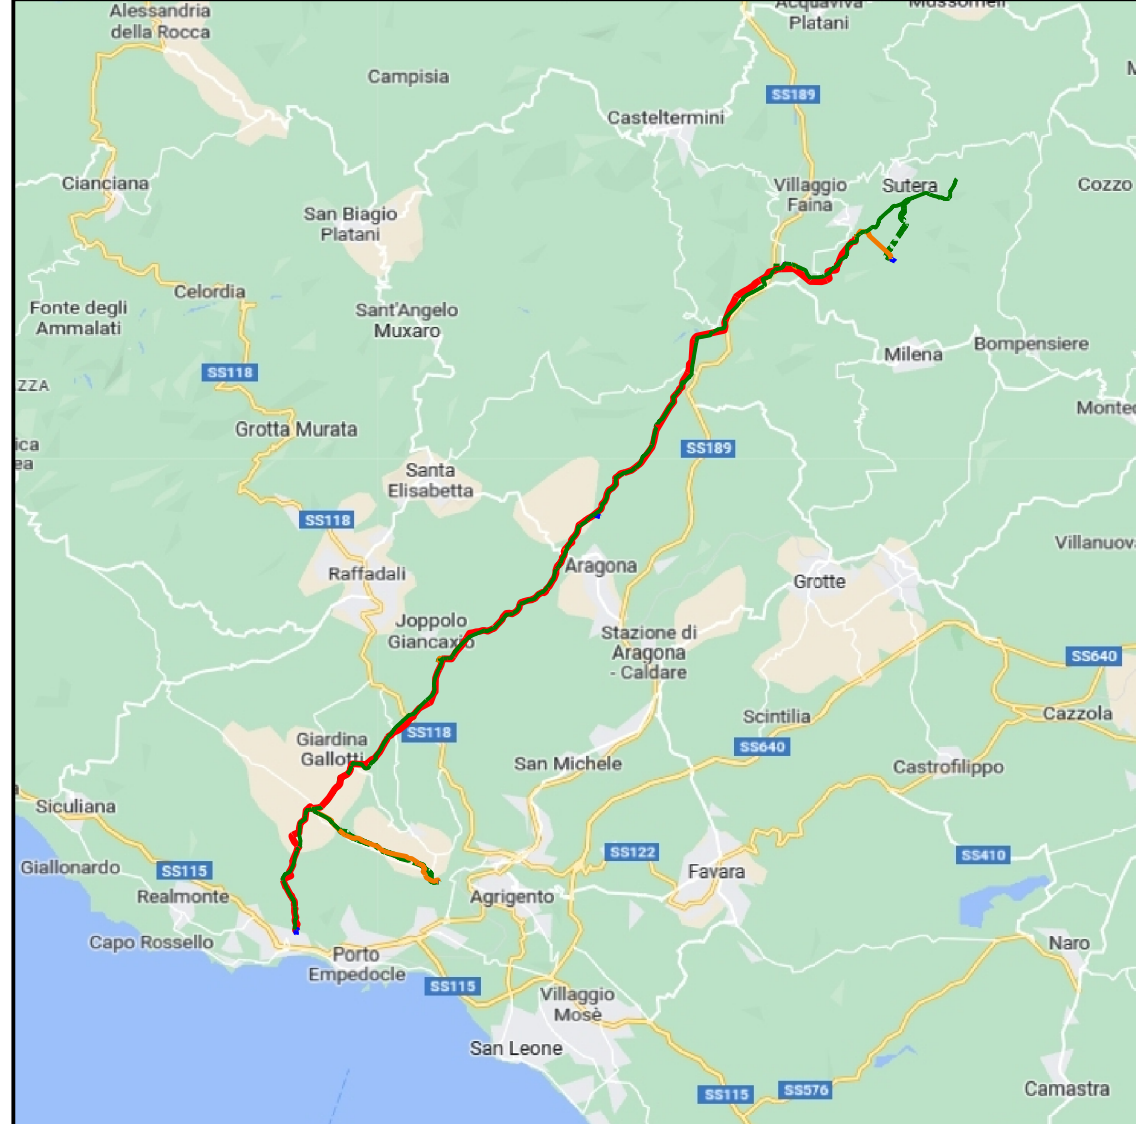 Alessandria
della Rocca
Acquaviva
Platani
Mussomeli
Campisia
SS189
Casteltermini
Cianciana
Villaggio
Faina
Sutera
Cozzo
San Biagio
Platani
Celordia
Fonte degli
Ammalati
Sant'Angelo
Muxaro
SS118
Milena
Bompensiere
ZZA
Grotta Murata
SS189
Santa
Elisabetta
SS118
Raffadali
Aragona
Grotte
Joppolo
Giancaxio
Stazione di
Aragona
- Caldare
SS640
Scintilia
Cazzola
SS118
Giardina
Gallotti
SS640
San Michele
Castrofilippo
Siculiana
SS122
SS410
Giallonardo
SS115
Favara
Realmonte
Agrigento
Capo Rossello
Porto
Empedocle
Naro
SS115
Villaggio
Mosè
San Leone
SS115
SS576
Camastra